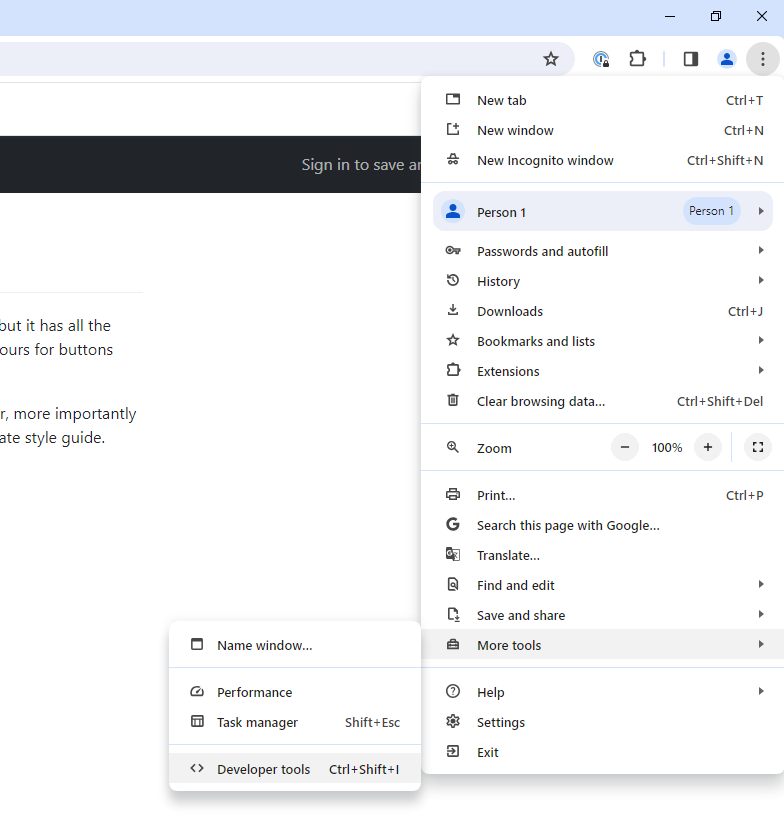 Sign in to save
New tab Ctrl+T
New window Ctrl+N
New Incognito window Ctrl+Shift+N
Person 1 Person 1
Passwords and autofill
History
Downloads Ctrl+J
Bookmarks and lists
Extensions
Clear browsing data... Ctrl+Shift+Del
Zoom − 100% +
Print... Ctrl+P
Search this page with Google...
Translate...
Find and edit
Save and share
More tools
Help
Settings
Exit
Name window...
Performance
Task manager Shift+Esc
Developer tools Ctrl+Shift+I
but it has all the
ours for buttons
r, more importantly
ate style guide.